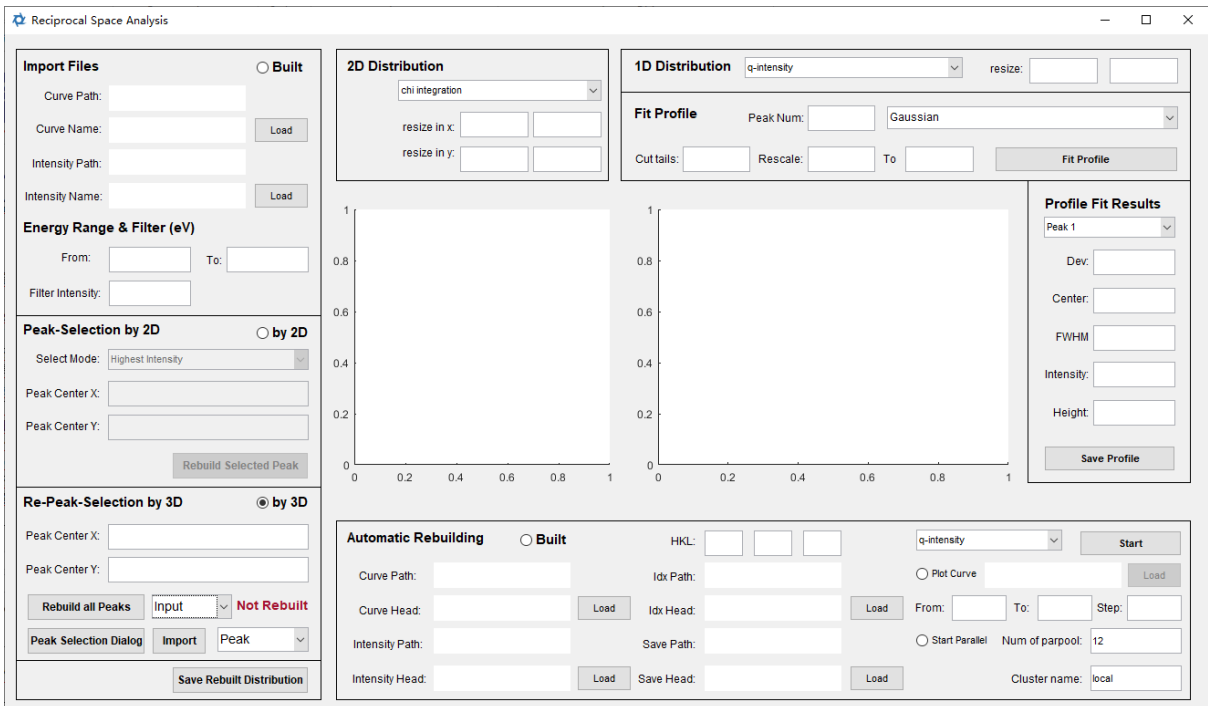 Reciprocal Space Analysis
Import Files
Built
Curve Path:
Curve Name:
Load
Intensity Path:
Intensity Name:
Load
Energy Range & Filter (eV)
From:
To:
Filter Intensity:
Peak-Selection by 2D
by 2D
Select Mode:
Highest Intensity
Peak Center X:
Peak Center Y:
Rebuild Selected Peak
Re-Peak-Selection by 3D
by 3D
Peak Center X:
Peak Center Y:
Rebuild all Peaks
Input
Not Rebuilt
Peak Selection Dialog
Import
Peak
Save Rebuilt Distribution
2D Distribution
chi integration
resize in x:
resize in y:
1D Distribution
q-intensity
resize:
Fit Profile
Peak Num:
Gaussian
Cut tails:
Rescale:
To
Fit Profile
1
0.8
0.6
0.4
0.2
0
0 0.2 0.4 0.6 0.8 1
1
0.8
0.6
0.4
0.2
0
0 0.2 0.4 0.6 0.8 1
Profile Fit Results
Peak 1
Dev:
Center:
FWHM
Intensity:
Height:
Save Profile
Automatic Rebuilding
Built
HKL:
q-intensity
Start
Curve Path:
Idx Path:
Plot Curve
Load
Curve Head:
Load
Idx Head:
Load
From:
To:
Step:
Intensity Path:
Save Path:
Start Parallel
Num of parpool:
12
Intensity Head:
Load
Save Head:
Load
Cluster name:
local